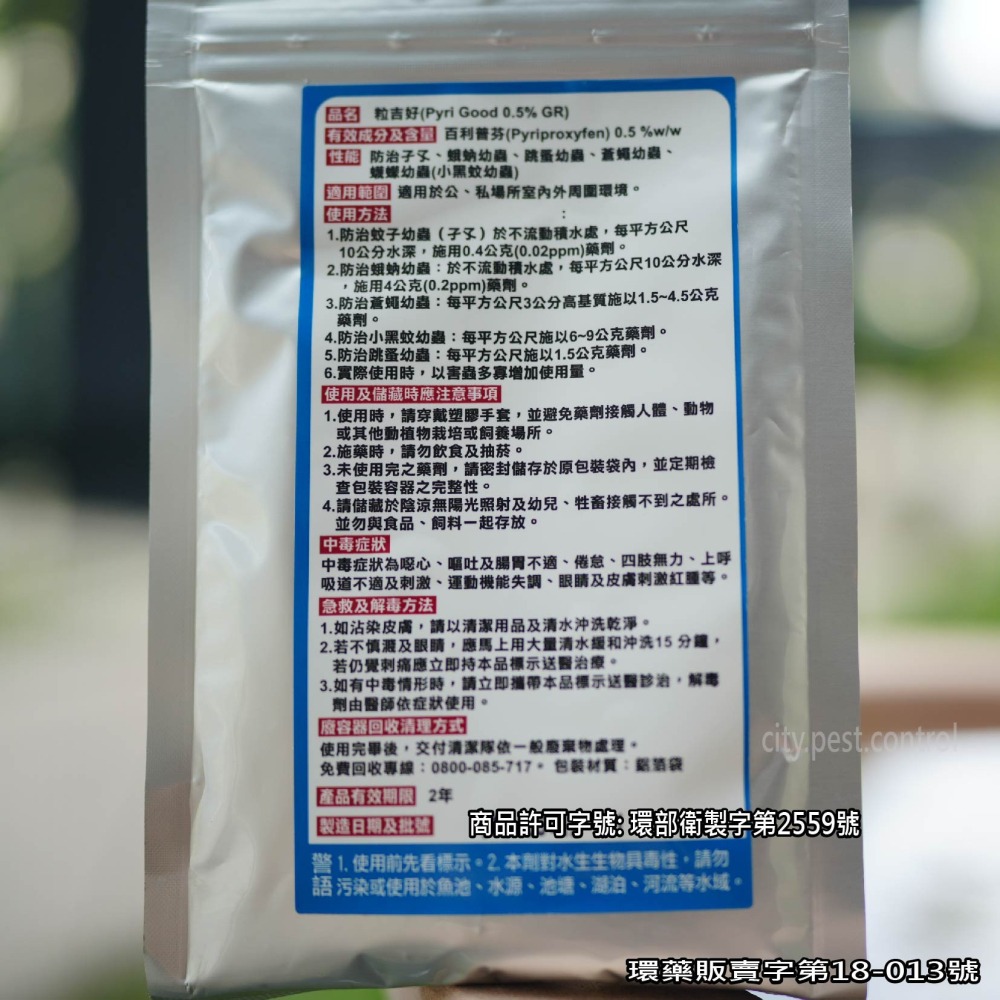 品名 粒吉好(Pyri Good 0.5% GR)
有效成分及含量 百利普芬(Pyriproxyfen) 0.5 %w/w
性能 防治孑孓、蛾蚋幼蟲、跳蚤幼蟲、蒼蠅幼蟲、
蠛蠓幼蟲(小黑蚊幼蟲)
適用範圍 適用於公、私場所室內外周圍環境。
使用方法 :
1.防治蚊子幼蟲（孑孓）於不流動積水處，每平方公尺
10公分水深，施用0.4公克(0.02ppm)藥劑。
2.防治蛾蚋幼蟲：於不流動積水處，每平方公尺10公分水深
，施用4公克(0.2ppm)藥劑。
3.防治蒼蠅幼蟲：每平方公尺3公分高基質施以1.5~4.5公克
藥劑。
4.防治小黑蚊幼蟲：每平方公尺施以6~9公克藥劑。
5.防治跳蚤幼蟲：每平方公尺施以1.5公克藥劑。
6.實際使用時，以害蟲多寡增加使用量。
使用及儲藏時應注意事項
1.使用時，請穿戴塑膠手套，並避免藥劑接觸人體、動物
或其他動植物栽培或飼養場所。
2.施藥時，請勿飲食及抽菸。
3.未使用完之藥劑，請密封儲存於原包裝袋內，並定期檢
查包裝容器之完整性。
4.請儲藏於陰涼無陽光照射及幼兒、牲畜接觸不到之處所。
並勿與食品、飼料一起存放。
中毒症狀
中毒症狀為噁心、嘔吐及腸胃不適、倦怠、四肢無力、上呼
吸道不適及刺激、運動機能失調、眼睛及皮膚刺激紅腫等。
急救及解毒方法
1.如沾染皮膚，請以清潔用品及清水沖洗乾淨。
2.若不慎濺及眼睛，應馬上用大量清水緩和沖洗15 分鐘，
若仍覺刺痛應立即持本品標示送醫治療。
3.如有中毒情形時，請立即攜帶本品標示送醫診治，解毒
劑由醫師依症狀使用。
廢容器回收清理方式
使用完畢後，交付清潔隊依一般廢棄物處理。
免費回收專線：0800-085-717。 包裝材質：鋁箔袋
產品有效期限 2年
製造日期及批號
商品許可字號: 環部衛製字第2559號
警語 1. 使用前先看標示。2. 本劑對水生生物具毒性，請勿
污染或使用於魚池、水源、池塘、湖泊、河流等水域。
city.pest.control
環藥販賣字第18-013號